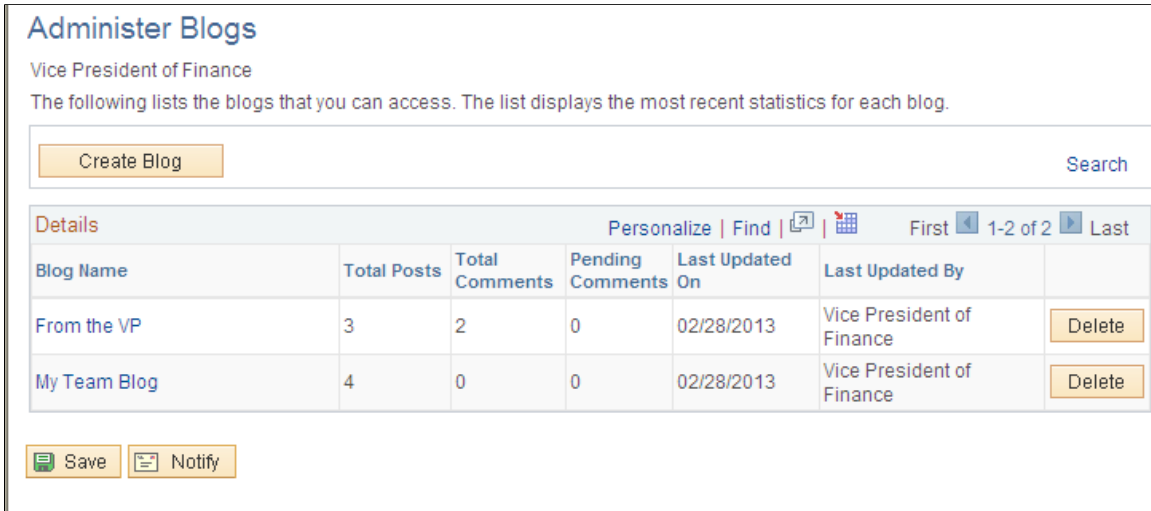 Administer Blogs
Vice President of Finance
The following lists the blogs that you can access. The list displays the most recent statistics for each blog.
Create Blog
Search
Details Personalize | Find | | First 1-2 of 2 Last
Blog Name Total Posts Total Comments Pending Comments Last Updated On Last Updated By
From the VP 3 2 0 02/28/2013 Vice President of Finance Delete
My Team Blog 4 0 0 02/28/2013 Vice President of Finance Delete
Save Notify